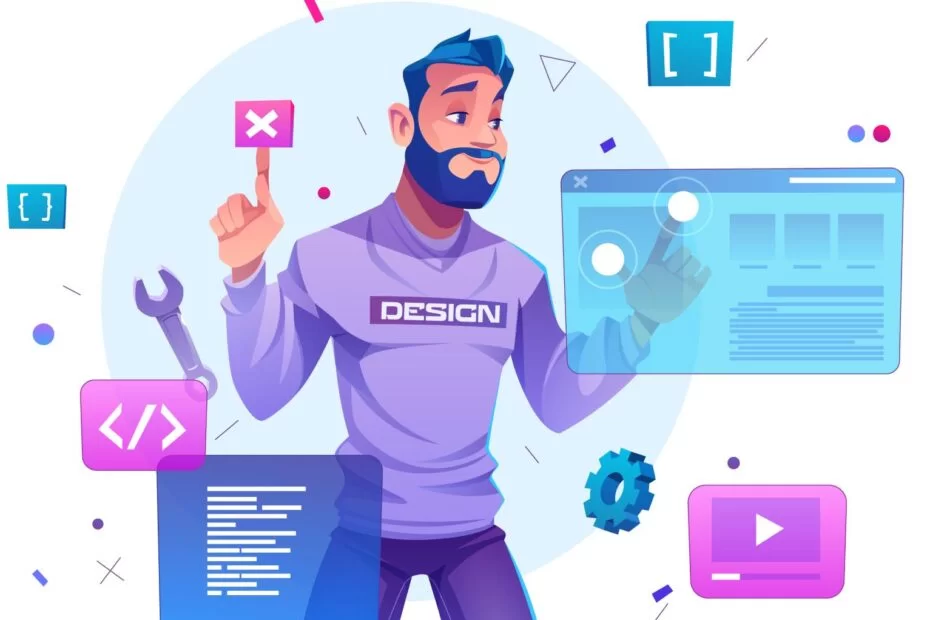 [ ]
{ }
DESIGN
</>